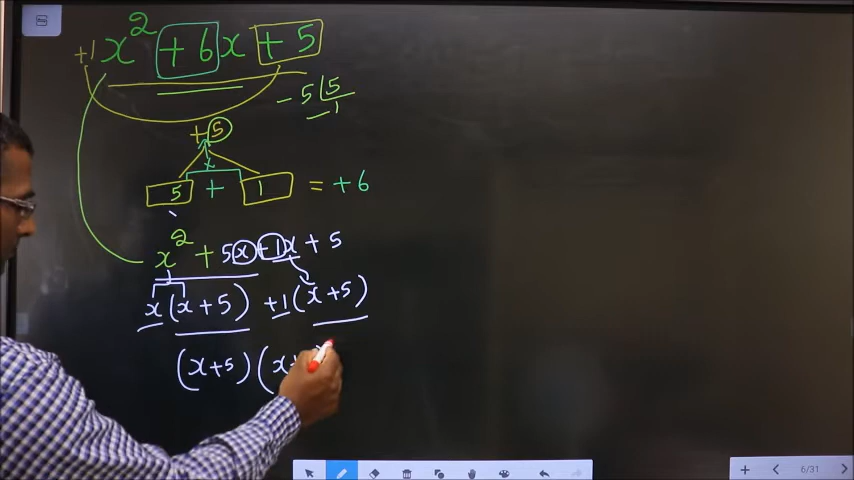 +1 x² + 6x + 5
- 5 | 5
1
+ 5
x
5 + 1 = + 6
x² + 5x + 1x + 5
x (x + 5) + 1 (x + 5)
(x + 5) (x +
6/31